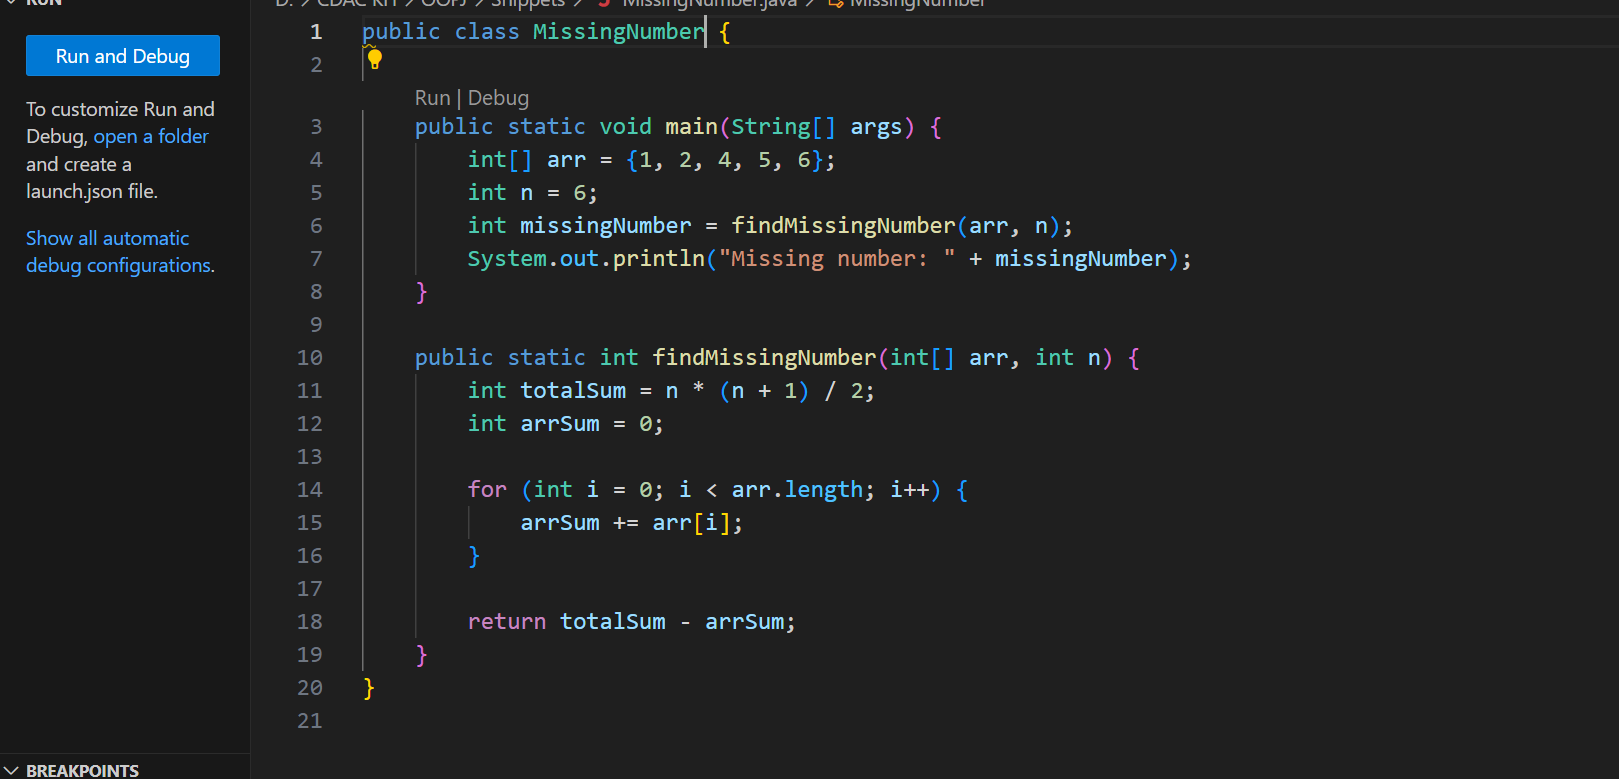 RUN
D: > CDAC KIT > OOPJ > Snippets > MissingNumber.java > MissingNumber
Run and Debug
To customize Run and
Debug, open a folder
and create a
launch.json file.
Show all automatic
debug configurations.
BREAKPOINTS
1 public class MissingNumber {
2
Run | Debug
3 public static void main(String[] args) {
4 int[] arr = {1, 2, 4, 5, 6};
5 int n = 6;
6 int missingNumber = findMissingNumber(arr, n);
7 System.out.println("Missing number: " + missingNumber);
8 }
9
10 public static int findMissingNumber(int[] arr, int n) {
11 int totalSum = n * (n + 1) / 2;
12 int arrSum = 0;
13
14 for (int i = 0; i < arr.length; i++) {
15 arrSum += arr[i];
16 }
17
18 return totalSum - arrSum;
19 }
20 }
21